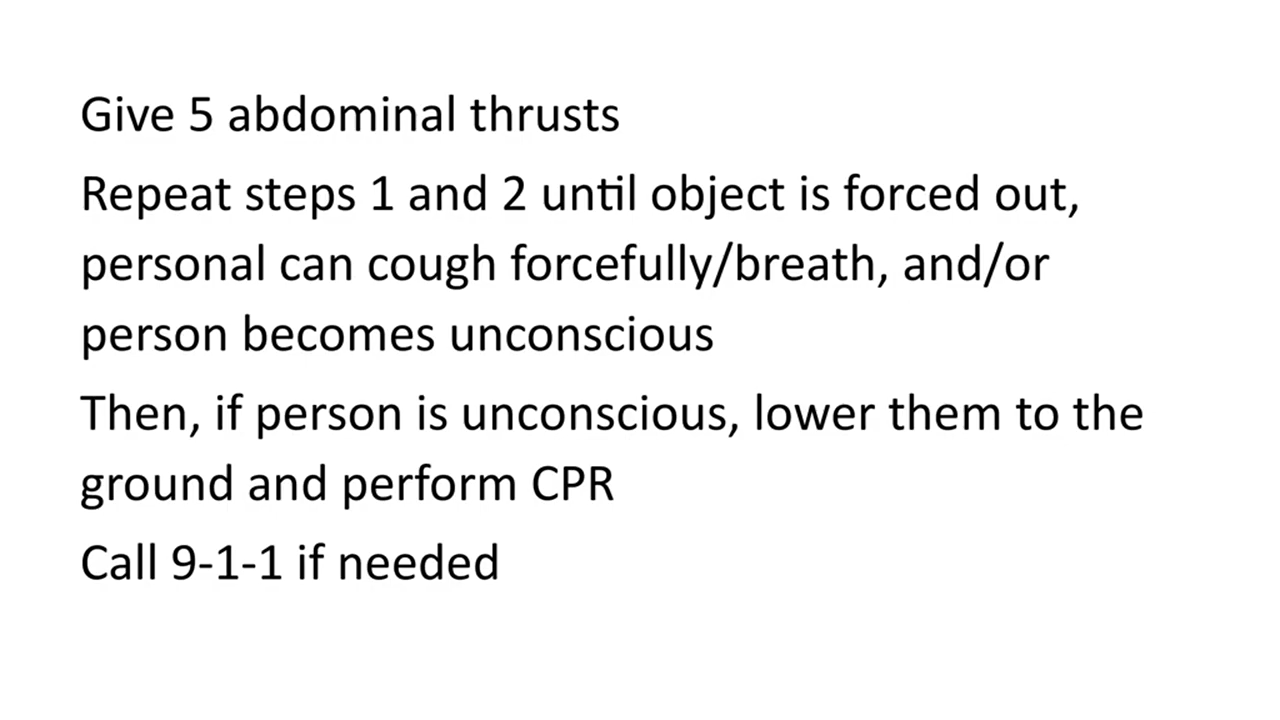 Give 5 abdominal thrusts
Repeat steps 1 and 2 until object is forced out,
personal can cough forcefully/breath, and/or
person becomes unconscious
Then, if person is unconscious, lower them to the
ground and perform CPR
Call 9-1-1 if needed